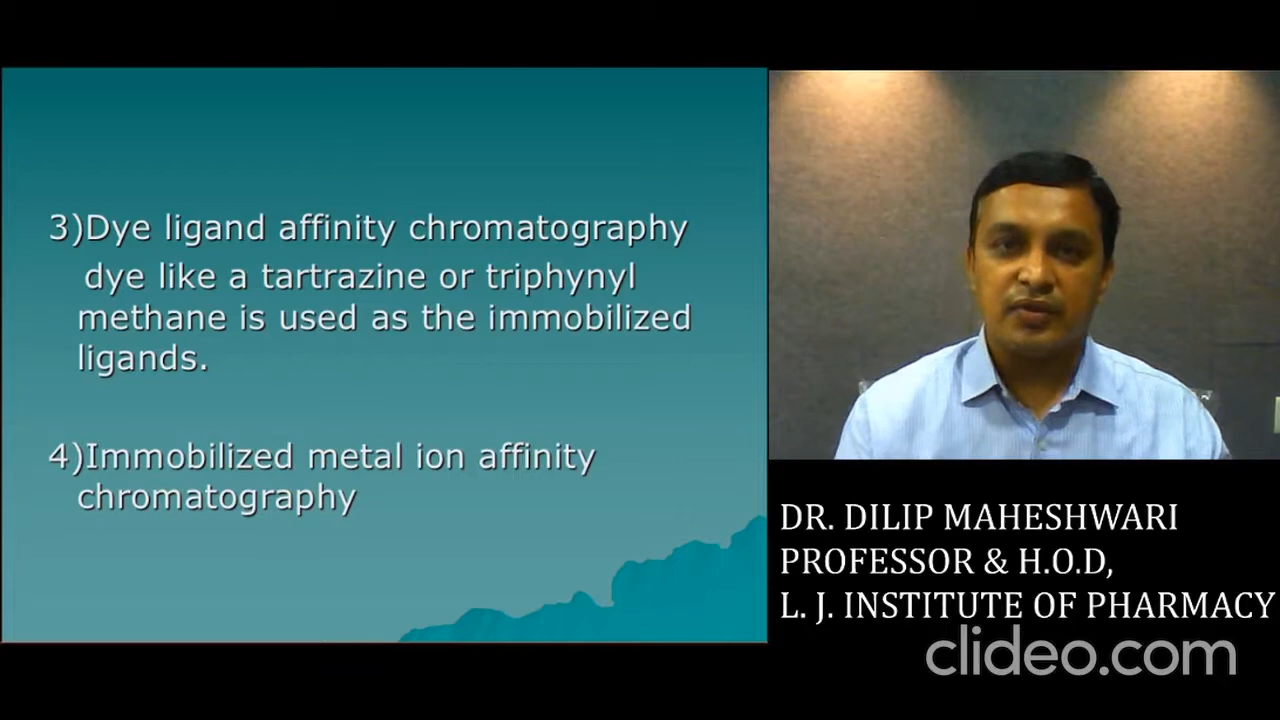 3)Dye ligand affinity chromatography
dye like a tartrazine or triphynyl
methane is used as the immobilized
ligands.
4)Immobilized metal ion affinity
chromatography
DR. DILIP MAHESHWARI
PROFESSOR & H.O.D,
L. J. INSTITUTE OF PHARMACY
clideo.com